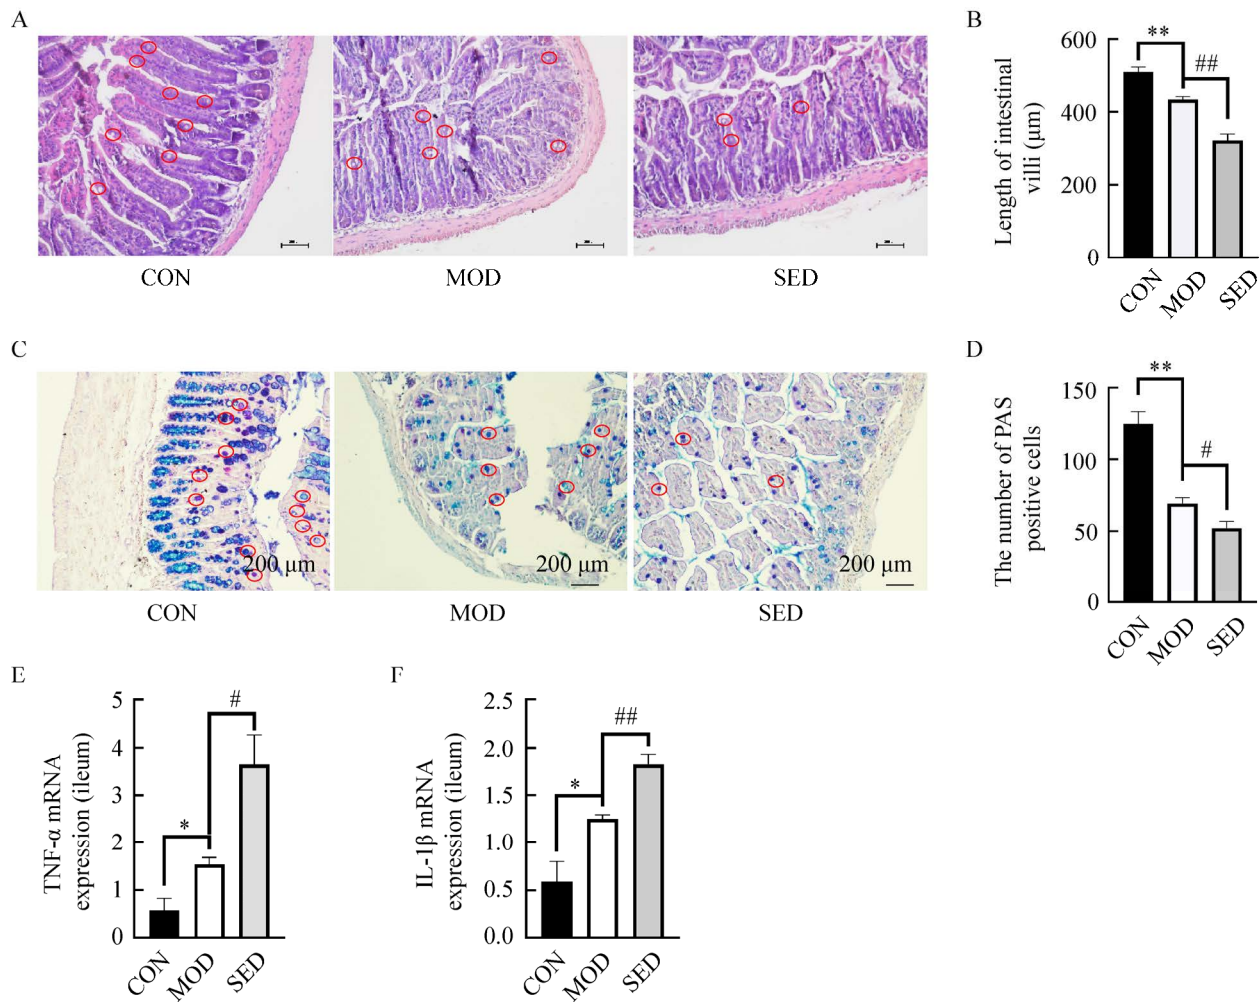 A
CON
MOD
SED
B
Length of intestinal
villi (μm)
600
400
200
0
**
##
CON
MOD
SED
C
200 μm
200 μm
200 μm
CON
MOD
SED
D
The number of PAS
positive cells
150
100
50
0
**
#
CON
MOD
SED
E
TNF-α mRNA
expression (ileum)
5
4
3
2
1
0
*
#
CON
MOD
SED
F
IL-1β mRNA
expression (ileum)
2.5
2.0
1.5
1.0
0.5
0.0
*
##
CON
MOD
SED